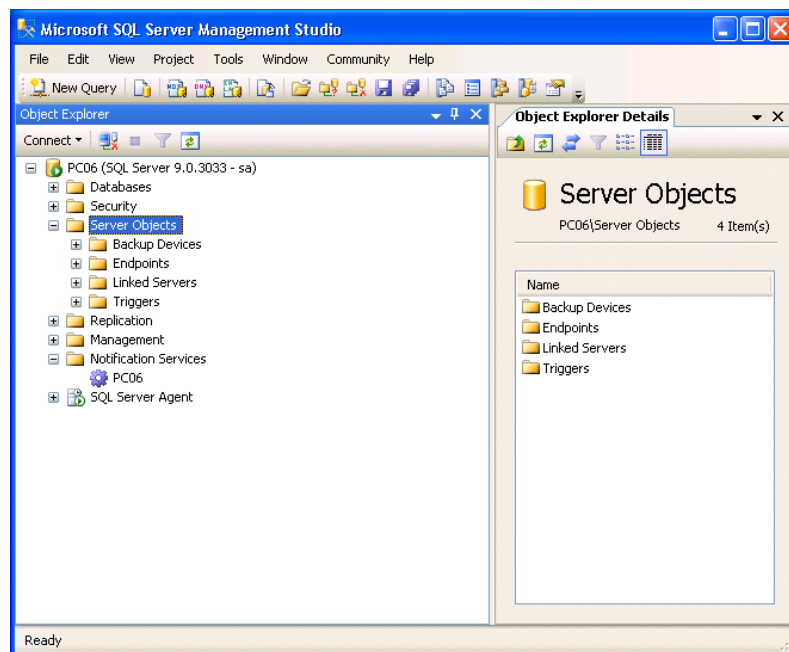 Microsoft SQL Server Management Studio
File Edit View Project Tools Window Community Help
New Query
Object Explorer
Connect
PC06 (SQL Server 9.0.3033 - sa)
Databases
Security
Server Objects
Backup Devices
Endpoints
Linked Servers
Triggers
Replication
Management
Notification Services
PC06
SQL Server Agent
Object Explorer Details
Server Objects
PC06\Server Objects 4 Item(s)
Name
Backup Devices
Endpoints
Linked Servers
Triggers
Ready